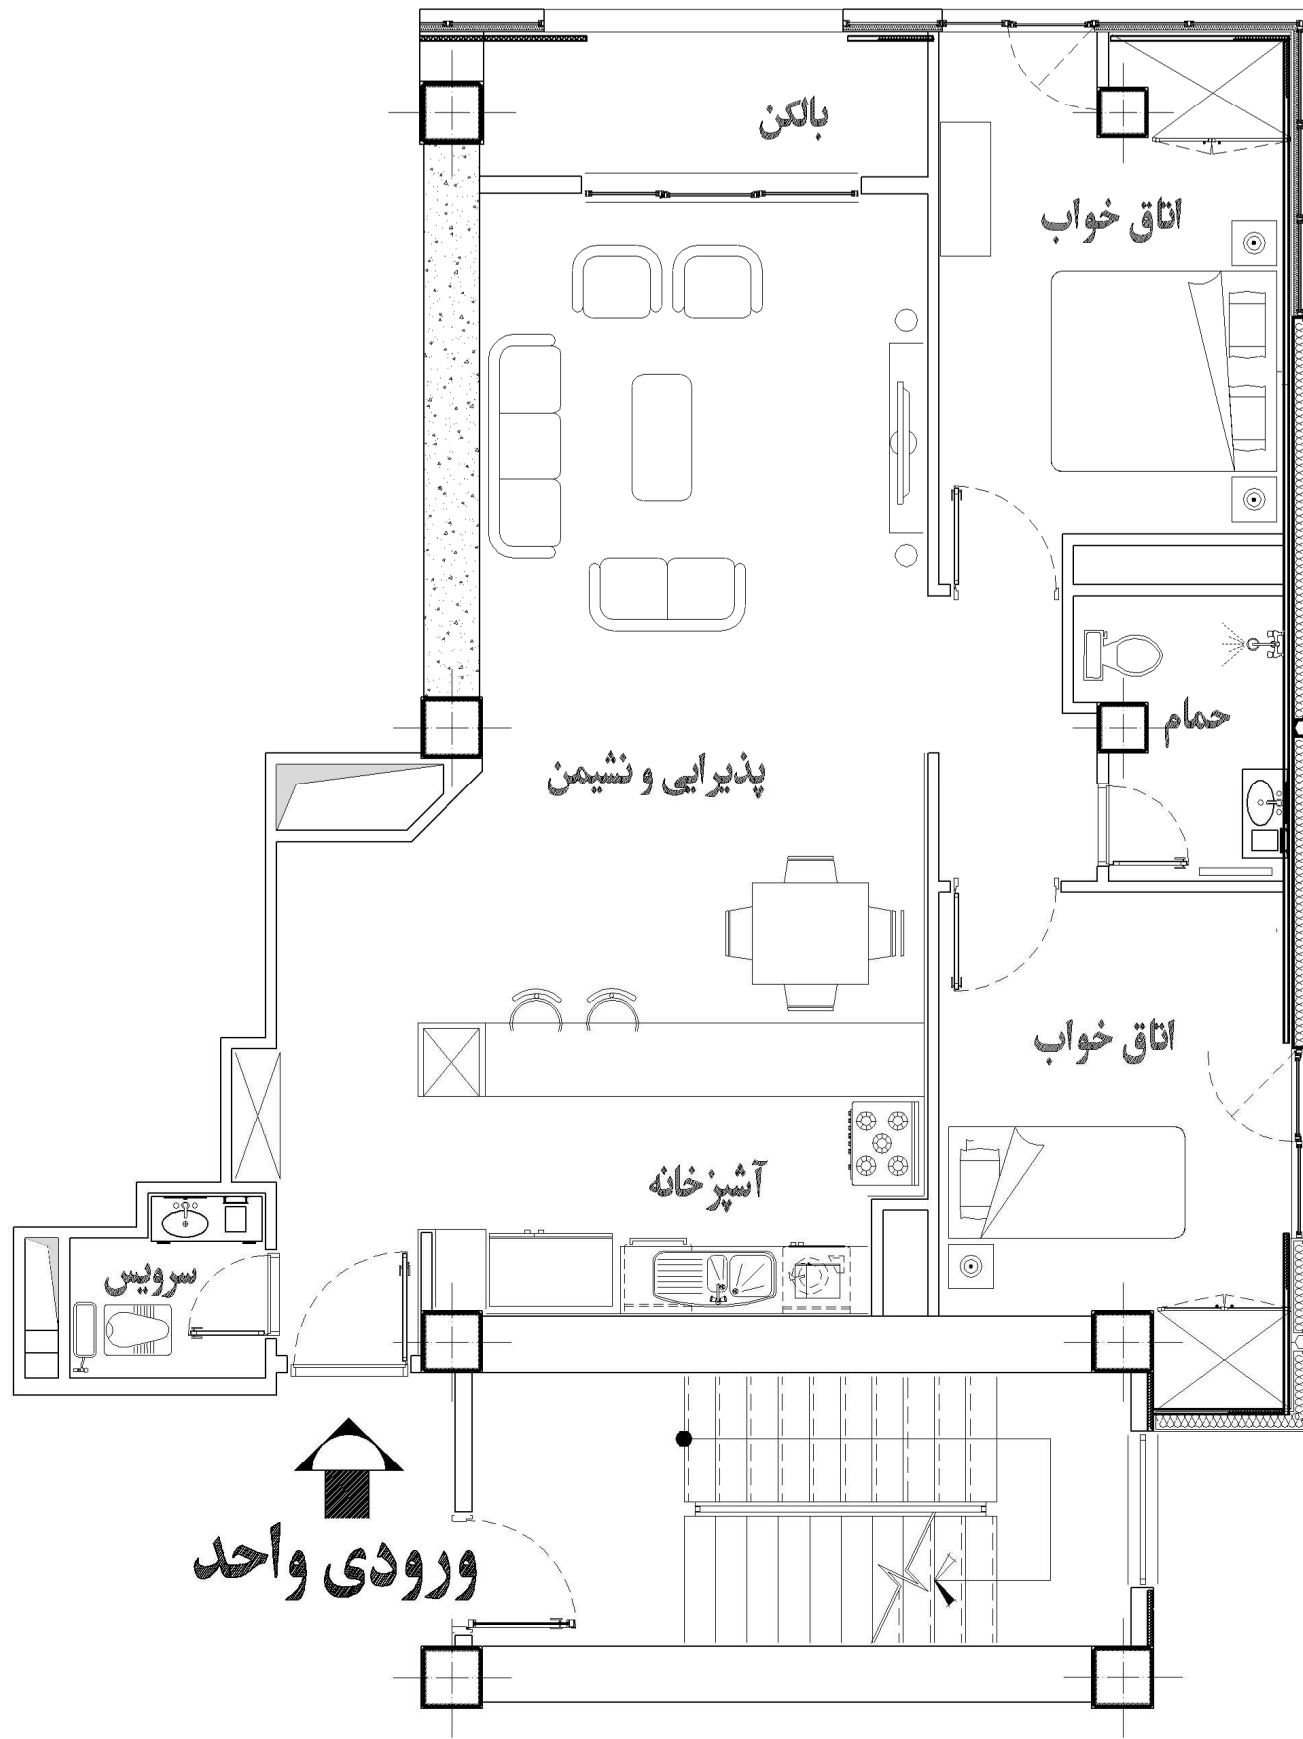 بالکن
اتاق خواب
حمام
پذیرایی و نشیمن
اتاق خواب
آشپزخانه
سرویس
ورودی واحد